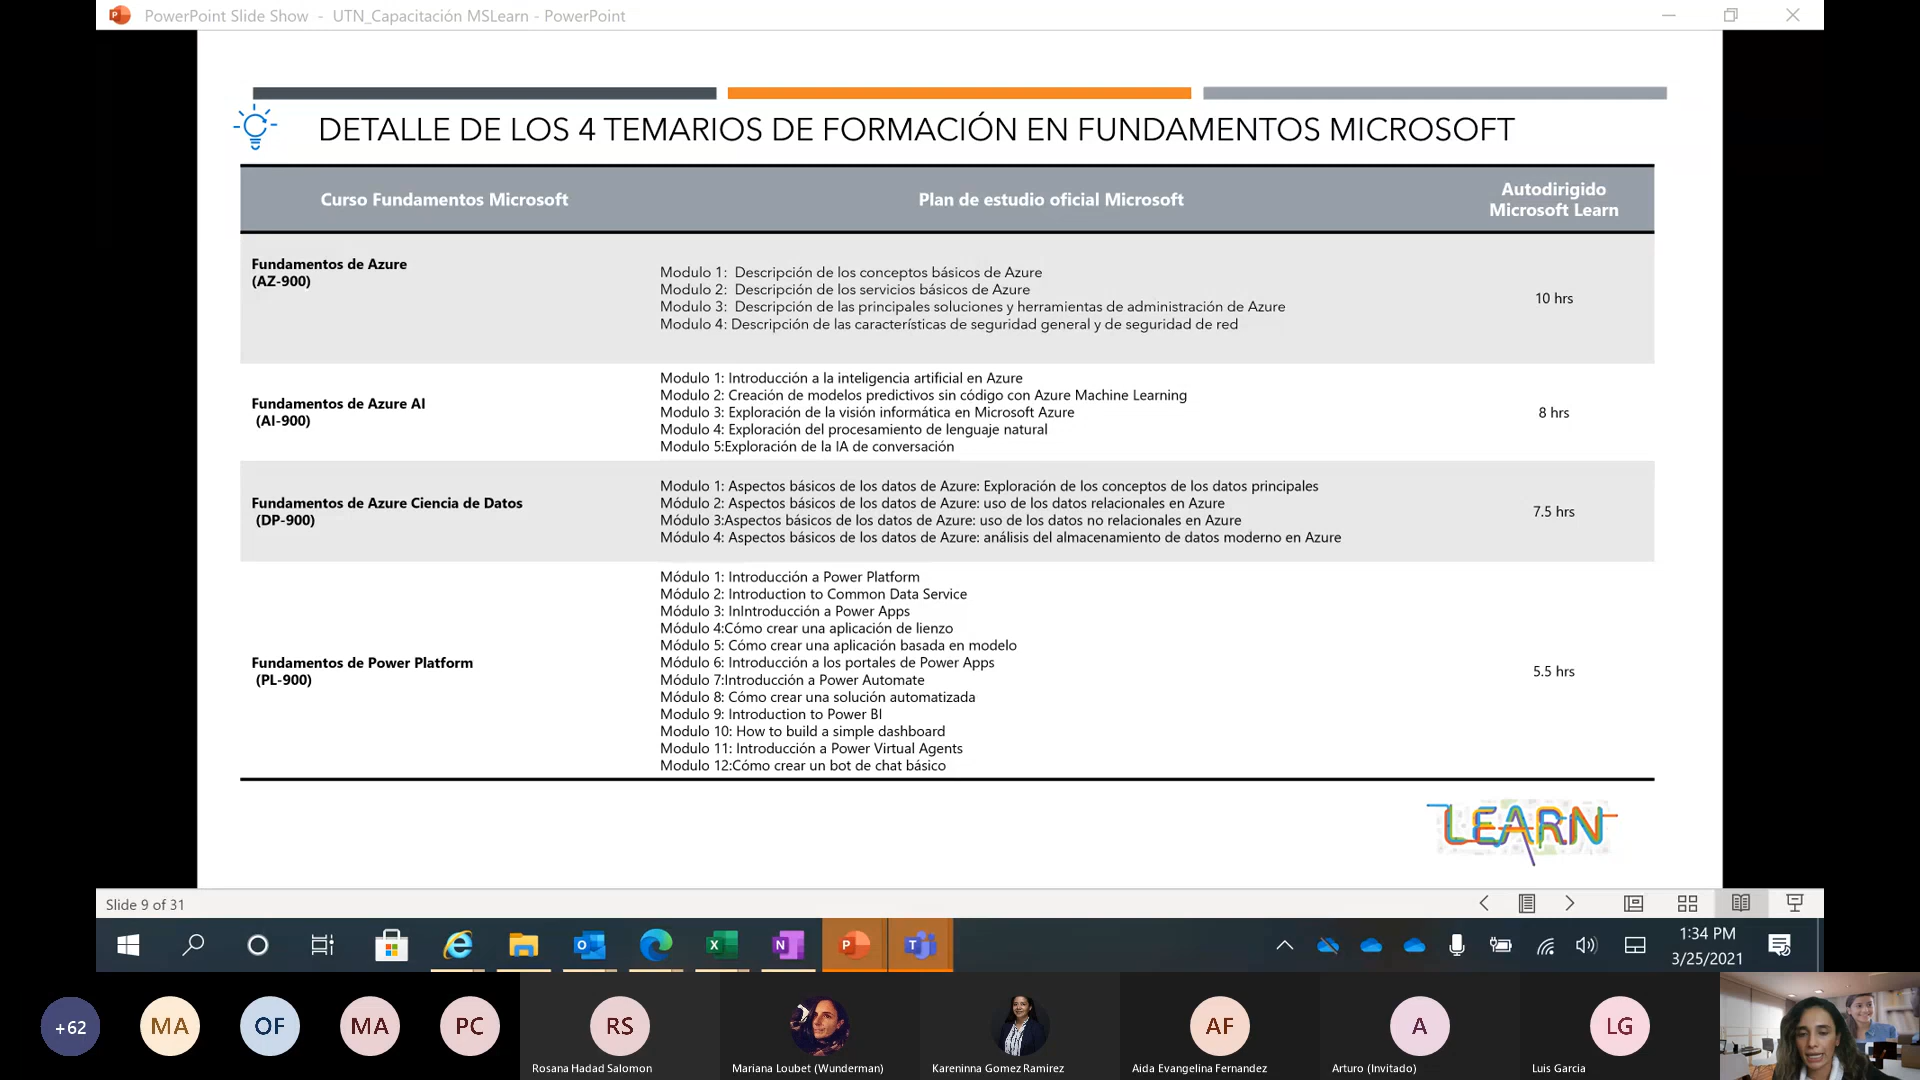 PowerPoint Slide Show - UTN_Capacitación MSLearn - PowerPoint
DETALLE DE LOS 4 TEMARIOS DE FORMACIÓN EN FUNDAMENTOS MICROSOFT
Curso Fundamentos Microsoft
Plan de estudio oficial Microsoft
Autodirigido
Microsoft Learn
Fundamentos de Azure
(AZ-900)
Modulo 1: Descripción de los conceptos básicos de Azure
Modulo 2: Descripción de los servicios básicos de Azure
Modulo 3: Descripción de las principales soluciones y herramientas de administración de Azure
Modulo 4: Descripción de las características de seguridad general y de seguridad de red
10 hrs
Fundamentos de Azure AI
(AI-900)
Modulo 1: Introducción a la inteligencia artificial en Azure
Modulo 2: Creación de modelos predictivos sin código con Azure Machine Learning
Modulo 3: Exploración de la visión informática en Microsoft Azure
Modulo 4: Exploración del procesamiento de lenguaje natural
Modulo 5:Exploración de la IA de conversación
8 hrs
Fundamentos de Azure Ciencia de Datos
(DP-900)
Modulo 1: Aspectos básicos de los datos de Azure: Exploración de los conceptos de los datos principales
Módulo 2: Aspectos básicos de los datos de Azure: uso de los datos relacionales en Azure
Módulo 3:Aspectos básicos de los datos de Azure: uso de los datos no relacionales en Azure
Módulo 4: Aspectos básicos de los datos de Azure: análisis del almacenamiento de datos moderno en Azure
7.5 hrs
Fundamentos de Power Platform
(PL-900)
Módulo 1: Introducción a Power Platform
Módulo 2: Introduction to Common Data Service
Módulo 3: InIntroducción a Power Apps
Módulo 4:Cómo crear una aplicación de lienzo
Módulo 5: Cómo crear una aplicación basada en modelo
Módulo 6: Introducción a los portales de Power Apps
Módulo 7:Introducción a Power Automate
Módulo 8: Cómo crear una solución automatizada
Modulo 9: Introduction to Power BI
Modulo 10: How to build a simple dashboard
Modulo 11: Introducción a Power Virtual Agents
Modulo 12:Cómo crear un bot de chat básico
5.5 hrs
LEARN
Slide 9 of 31
1:34 PM
3/25/2021
+62
MA
OF
MA
PC
RS
AF
A
LG
Rosana Hadad Salomon
Mariana Loubet (Wunderman)
Kareninna Gomez Ramirez
Aida Evangelina Fernandez
Arturo (Invitado)
Luis Garcia